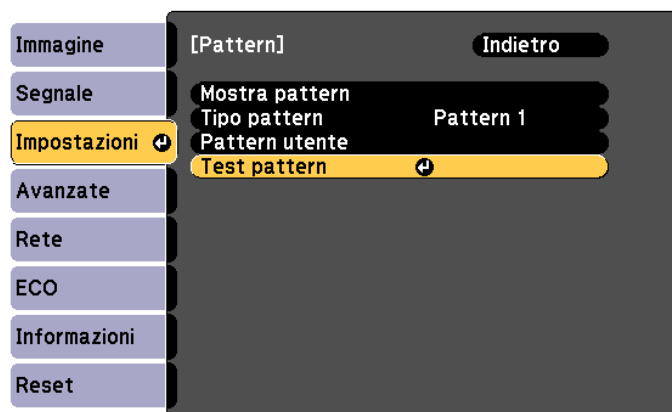 Immagine
Segnale
Impostazioni
Avanzate
Rete
ECO
Informazioni
Reset
[Pattern] Indietro
Mostra pattern
Tipo pattern Pattern 1
Pattern utente
Test pattern